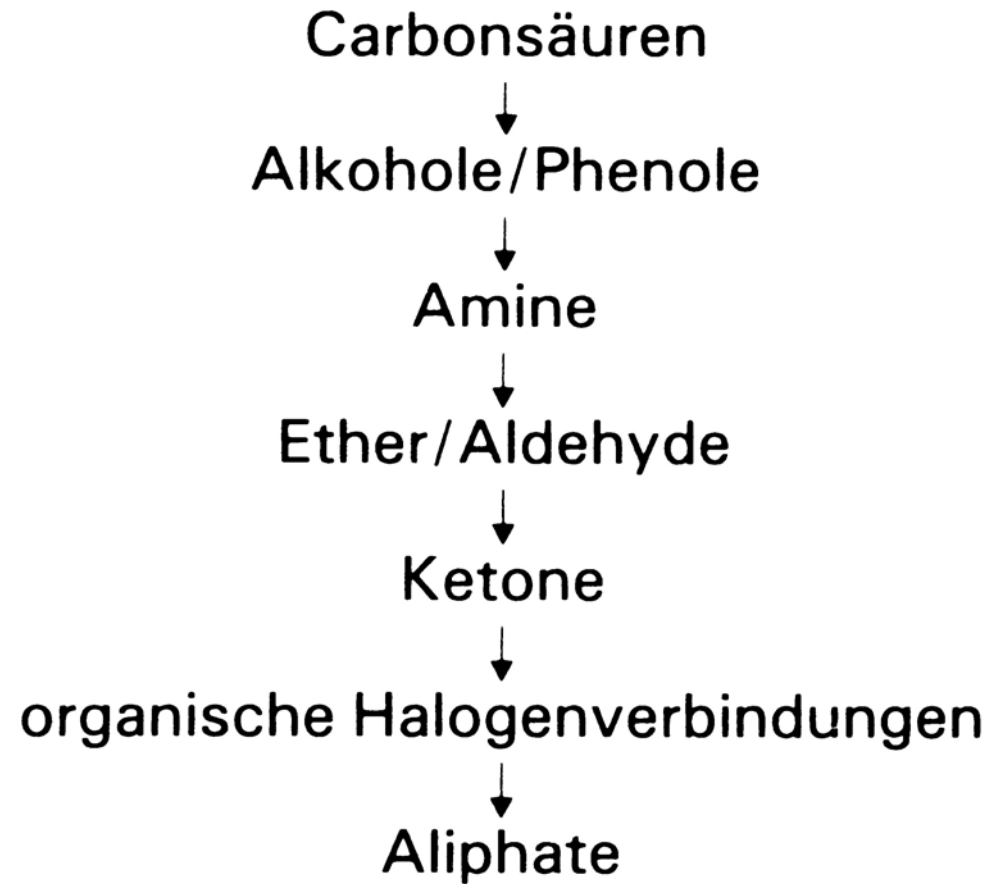 Carbonsäuren
Alkohole/Phenole
Amine
Ether/Aldehyde
Ketone
organische Halogenverbindungen
Aliphate